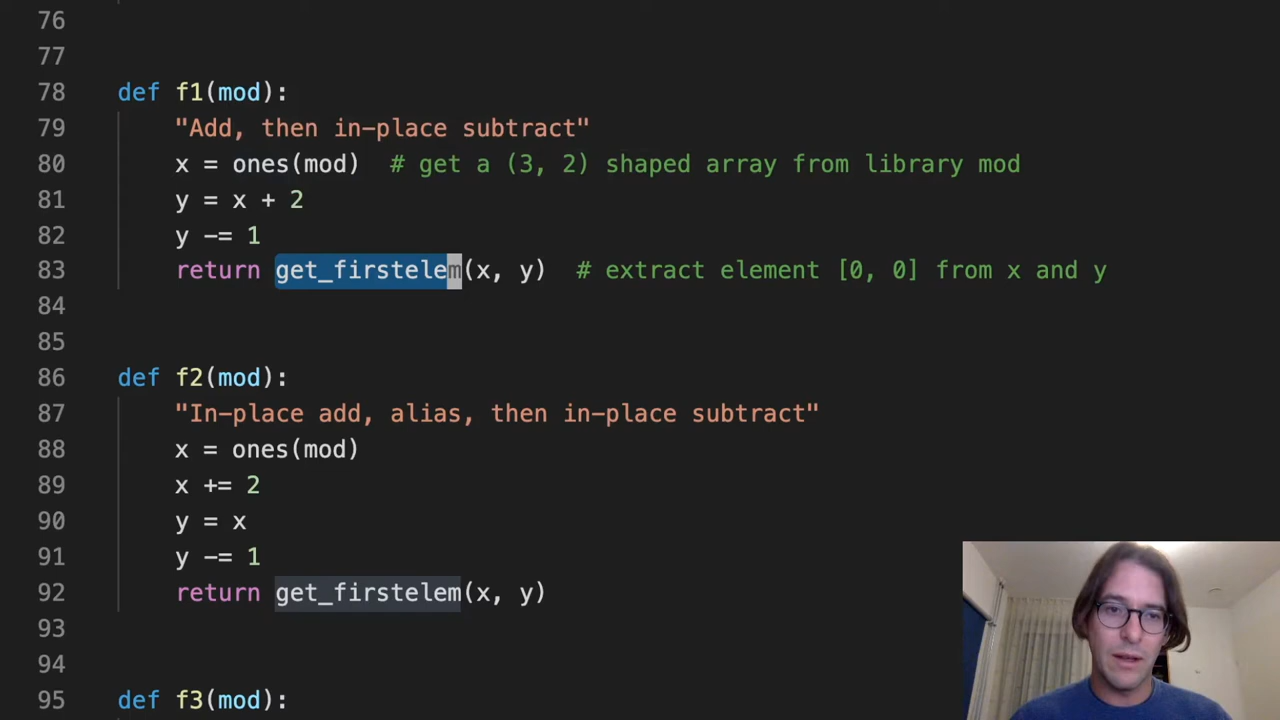 76
77
78 def f1(mod):
79 "Add, then in-place subtract"
80 x = ones(mod) # get a (3, 2) shaped array from library mod
81 y = x + 2
82 y -= 1
83 return get_firstelem(x, y) # extract element [0, 0] from x and y
84
85
86 def f2(mod):
87 "In-place add, alias, then in-place subtract"
88 x = ones(mod)
89 x += 2
90 y = x
91 y -= 1
92 return get_firstelem(x, y)
93
94
95 def f3(mod):